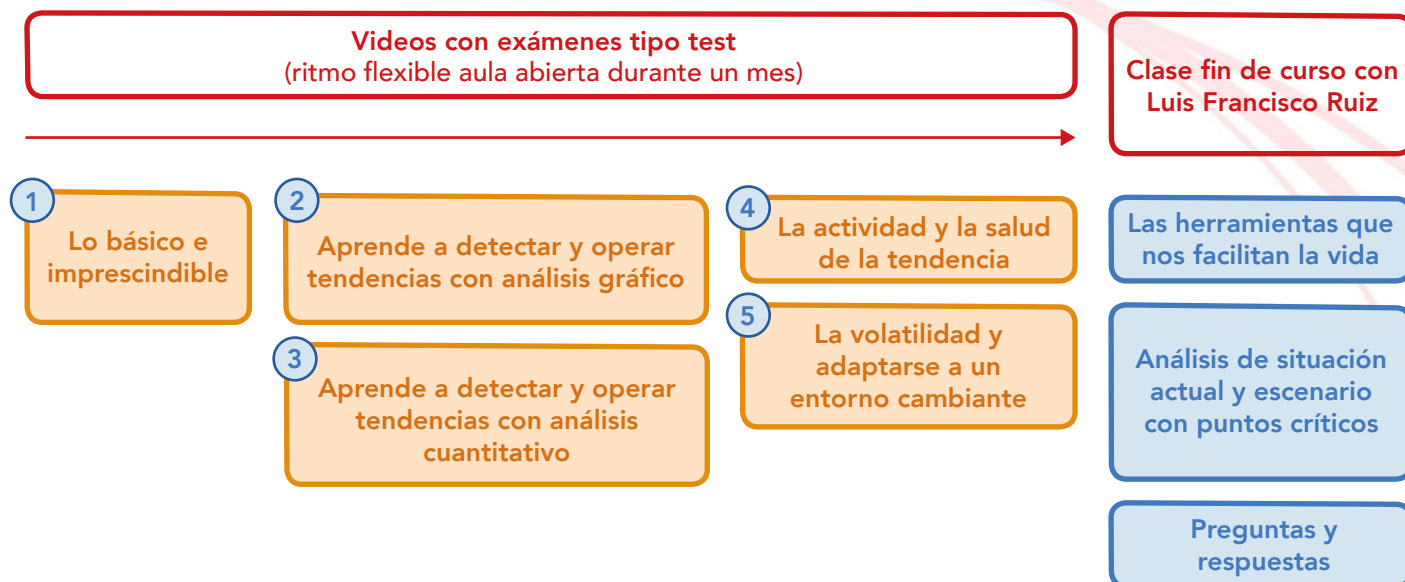 Videos con exámenes tipo test
(ritmo flexible aula abierta durante un mes)
Clase fin de curso con
Luis Francisco Ruiz
1
Lo básico e
imprescindible
2
Aprende a detectar y operar
tendencias con análisis gráfico
3
Aprende a detectar y operar
tendencias con análisis
cuantitativo
4
La actividad y la salud
de la tendencia
5
La volatilidad y
adaptarse a un
entorno cambiante
Las herramientas que
nos facilitan la vida
Análisis de situación
actual y escenario
con puntos críticos
Preguntas y
respuestas